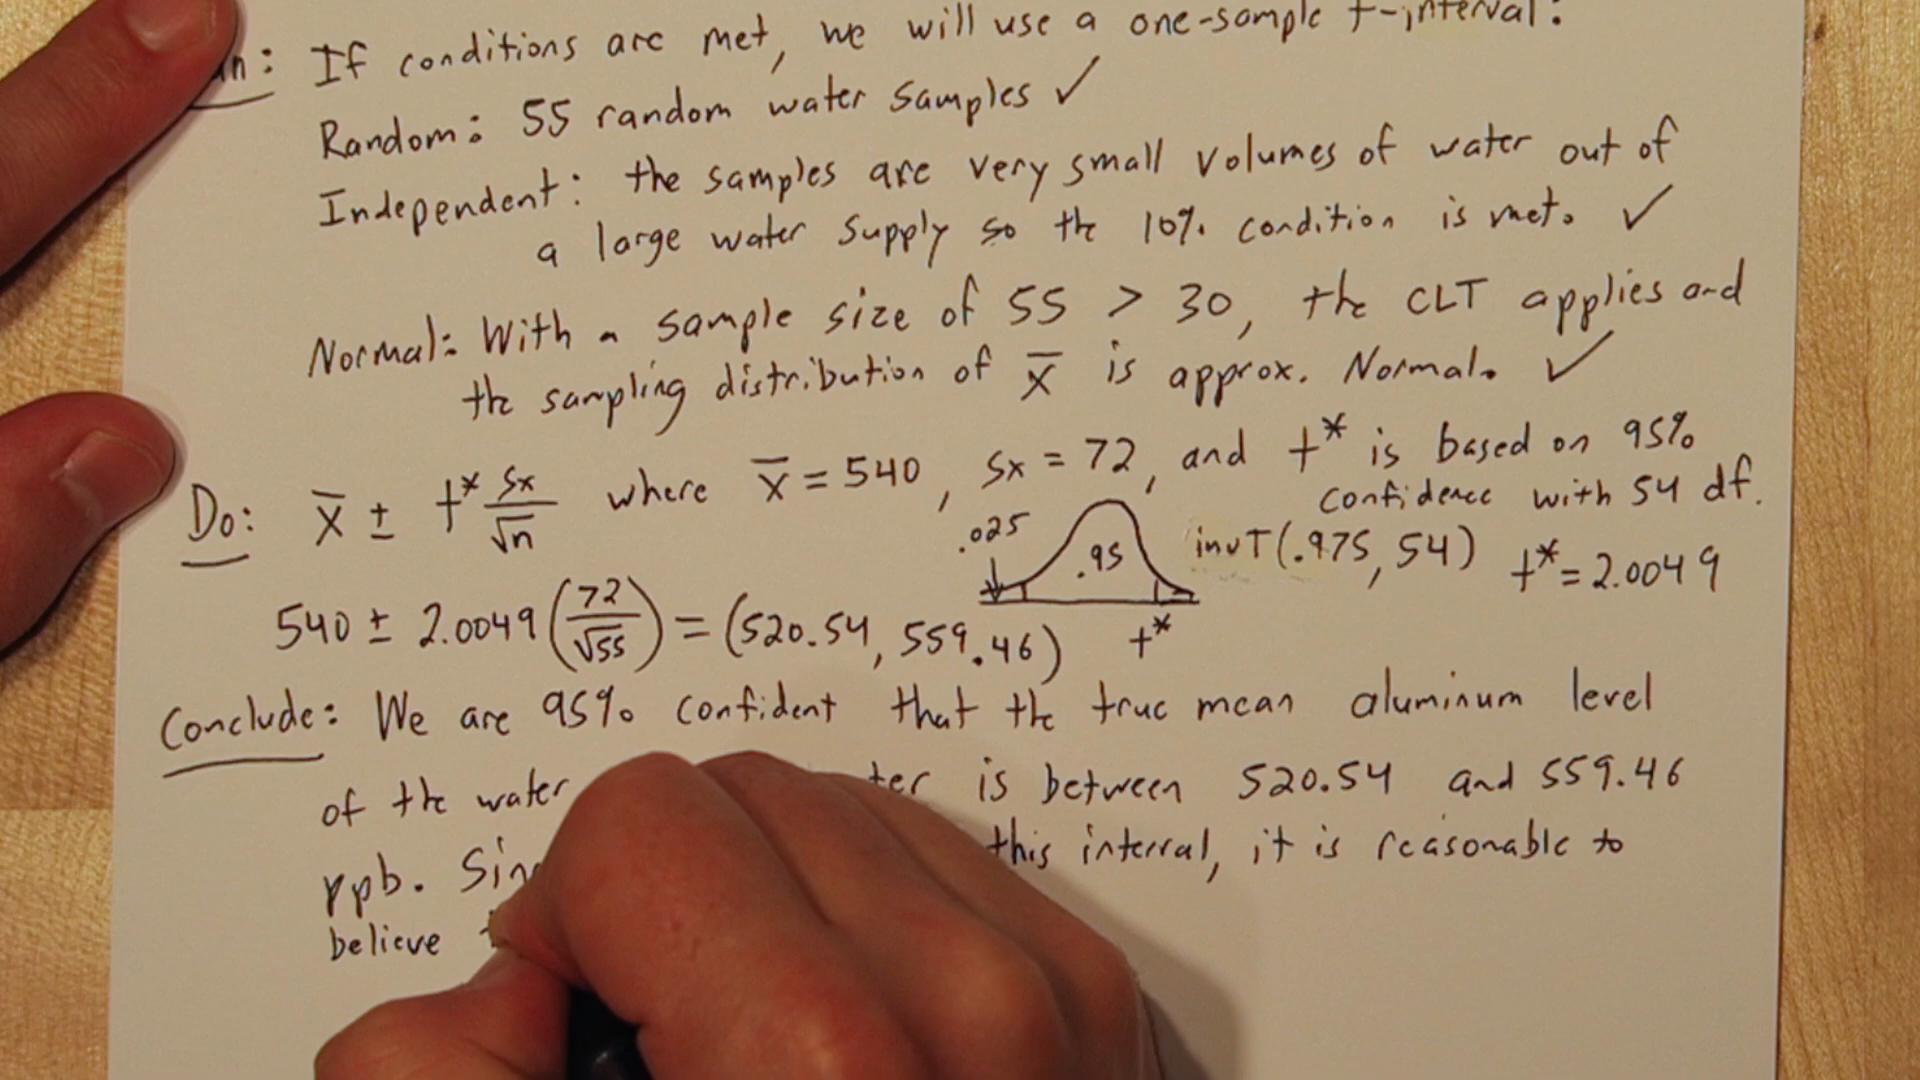 If conditions are met, we will use a one-sample t-interval:
Random: 55 random water samples ✓
Independent: the samples are very small volumes of water out of
a large water supply so the 10% condition is met. ✓
Normal: With a sample size of 55 > 30, the CLT applies and
the sampling distribution of x̄ is approx. Normal. ✓
Do: x̄ ± t* sx/√n where x̄ = 540, sx = 72, and t* is based on 95%
confidence with 54 df.
.025 .95 invT(.975, 54) t* = 2.0049
540 ± 2.0049 (72/√55) = (520.54, 559.46) t*
Conclude: We are 95% confident that the true mean aluminum level
of the water is between 520.54 and 559.46
ppb. this interval, it is reasonable to
believe